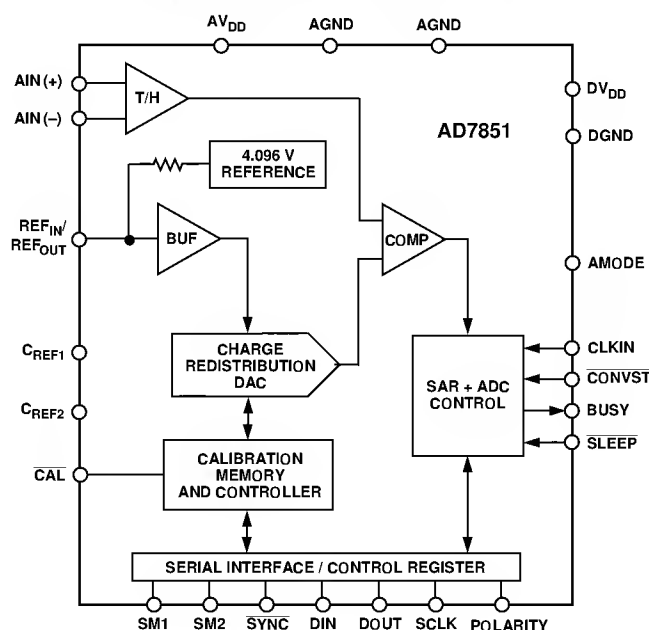 AVDD AGND AGND
AIN(+)
T/H
DVDD
AIN(–)
AD7851
DGND
4.096 V
REFERENCE
REFIN/
REFOUT
BUF
COMP
AMODE
CREF1
CHARGE
REDISTRIBUTION
DAC
CLKIN
SAR + ADC
CONTROL
CONVST
BUSY
CREF2
SLEEP
CAL
CALIBRATION
MEMORY
AND CONTROLLER
SERIAL INTERFACE / CONTROL REGISTER
SM1 SM2 SYNC DIN DOUT SCLK POLARITY